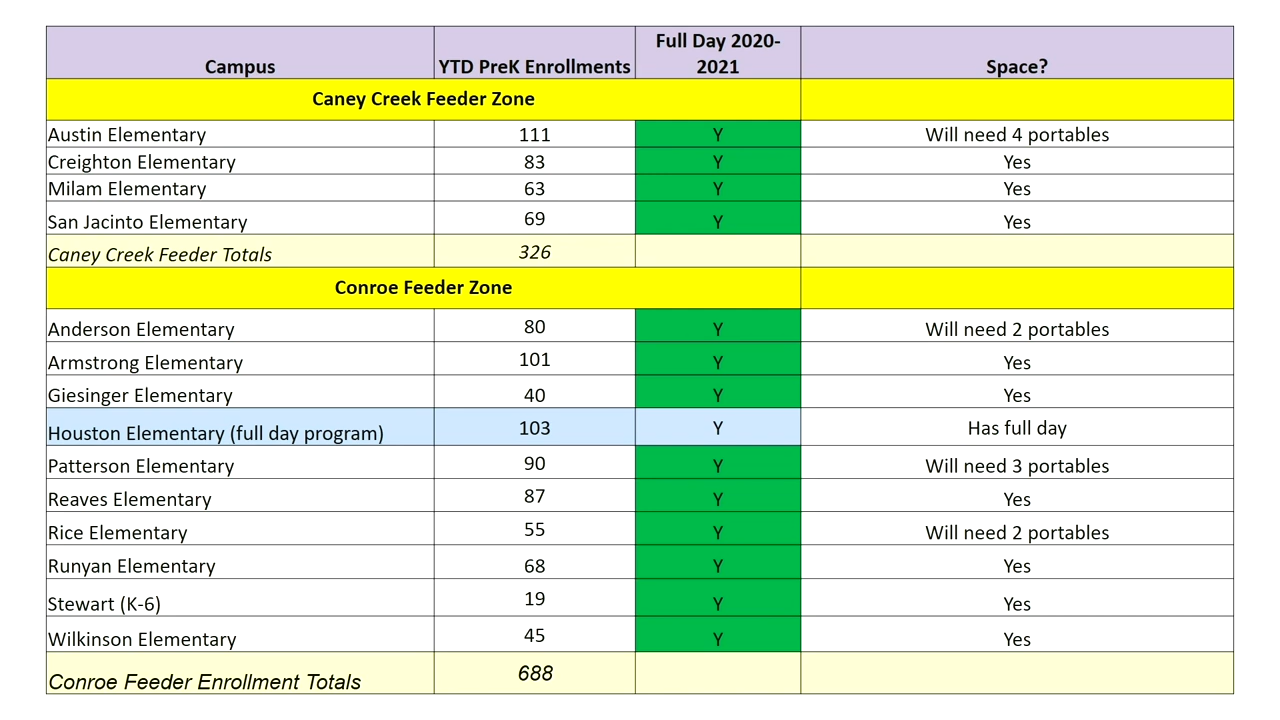 Campus YTD PreK Enrollments Full Day 2020-2021 Space?
Caney Creek Feeder Zone
Austin Elementary 111 Y Will need 4 portables
Creighton Elementary 83 Y Yes
Milam Elementary 63 Y Yes
San Jacinto Elementary 69 Y Yes
Caney Creek Feeder Totals 326
Conroe Feeder Zone
Anderson Elementary 80 Y Will need 2 portables
Armstrong Elementary 101 Y Yes
Giesinger Elementary 40 Y Yes
Houston Elementary (full day program) 103 Y Has full day
Patterson Elementary 90 Y Will need 3 portables
Reaves Elementary 87 Y Yes
Rice Elementary 55 Y Will need 2 portables
Runyan Elementary 68 Y Yes
Stewart (K-6) 19 Y Yes
Wilkinson Elementary 45 Y Yes
Conroe Feeder Enrollment Totals 688